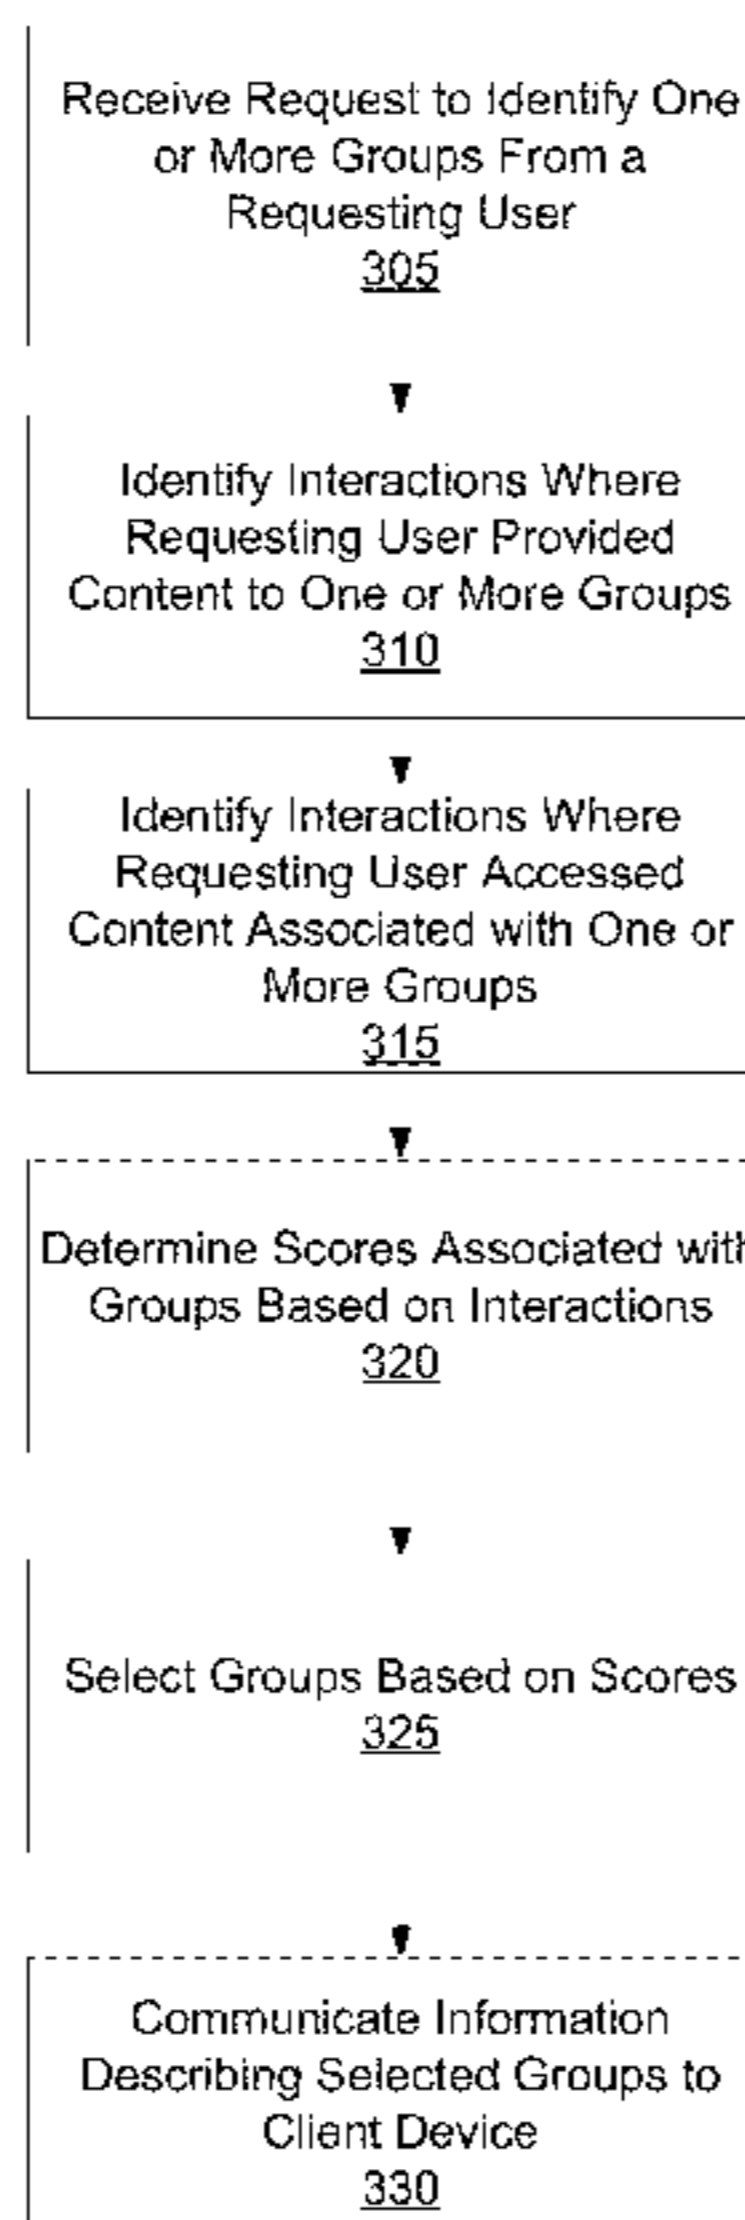 Receive Request to Identify One
or More Groups From a
Requesting User
305
Identify Interactions Where
Requesting User Provided
Content to One or More Groups
310
Identify Interactions Where
Requesting User Accessed
Content Associated with One or
More Groups
315
Determine Scores Associated with
Groups Based on Interactions
320
Select Groups Based on Scores
325
Communicate Information
Describing Selected Groups to
Client Device
330